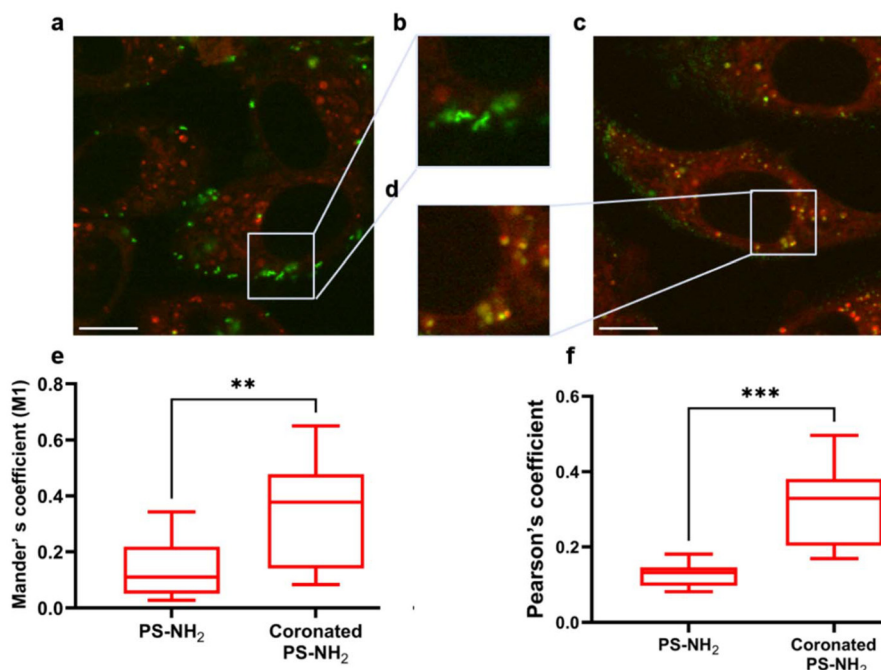 a
b
c
d
e
f
Mander' s coefficient (M1)
0.8
0.6
0.4
0.2
0.0
**
PS-NH₂
Coronated
PS-NH₂
Pearson's coefficient
0.6
0.4
0.2
0.0
***
PS-NH₂
Coronated
PS-NH₂